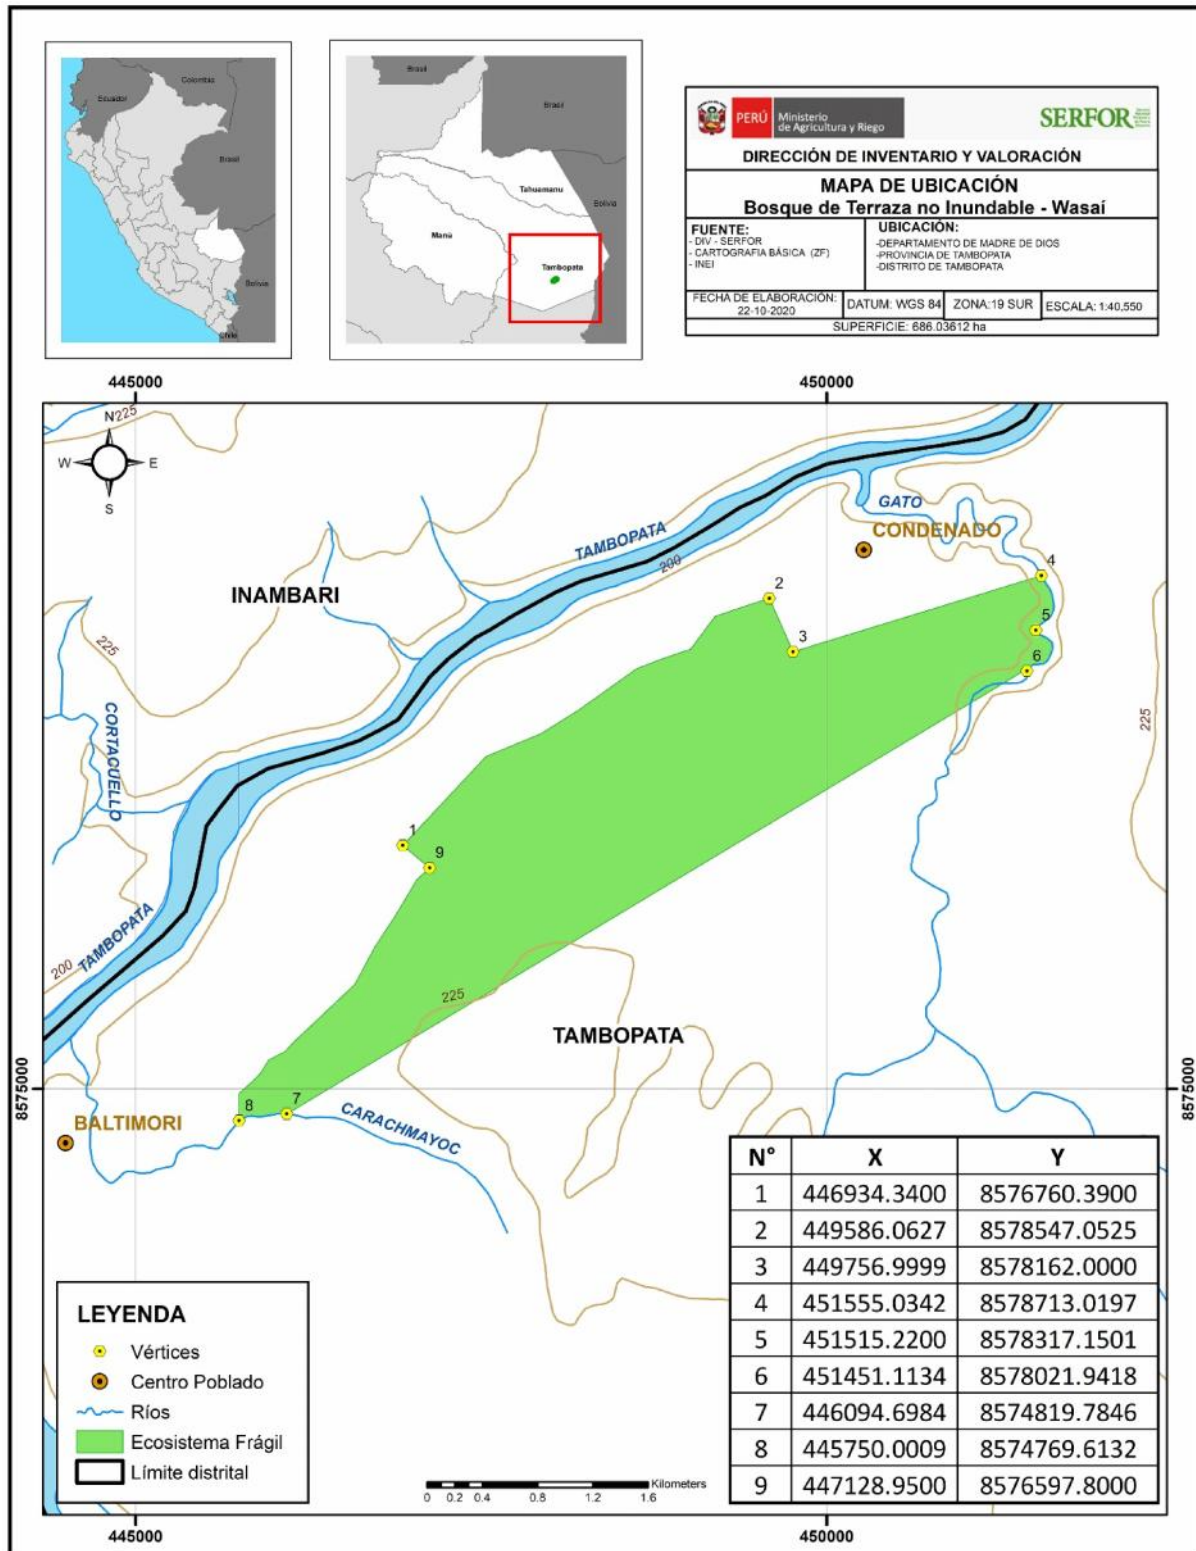 Colombia
Ecuador
Brasil
Bolivia
Chile
Brasil
Brasil
Tahuamanu
Bolivia
Manú
Tambopata
PERÚ Ministerio de Agricultura y Riego
SERFOR
DIRECCIÓN DE INVENTARIO Y VALORACIÓN
MAPA DE UBICACIÓN
Bosque de Terraza no Inundable - Wasaí
FUENTE:
- DIV - SERFOR
- CARTOGRAFIA BÁSICA (ZF)
- INEI
UBICACIÓN:
-DEPARTAMENTO DE MADRE DE DIOS
-PROVINCIA DE TAMBOPATA
-DISTRITO DE TAMBOPATA
FECHA DE ELABORACIÓN:
22-10-2020
DATUM: WGS 84
ZONA:19 SUR
ESCALA: 1:40,550
SUPERFICIE: 686.03612 ha
445000 450000
N
W E
S
225
GATO
CONDENADO
TAMBOPATA
200
4
2
INAMBARI
5
3
6
225
CORTACUELLO
225
1
9
TAMBOPATA
200
225
TAMBOPATA
8575000 8575000
8 7
BALTIMORI
CARACHMAYOC
N° X Y
1 446934.3400 8576760.3900
2 449586.0627 8578547.0525
3 449756.9999 8578162.0000
4 451555.0342 8578713.0197
5 451515.2200 8578317.1501
6 451451.1134 8578021.9418
7 446094.6984 8574819.7846
8 445750.0009 8574769.6132
9 447128.9500 8576597.8000
LEYENDA
Vértices
Centro Poblado
Ríos
Ecosistema Frágil
Límite distrital
Kilometers
0 0.2 0.4 0.8 1.2 1.6
445000 450000